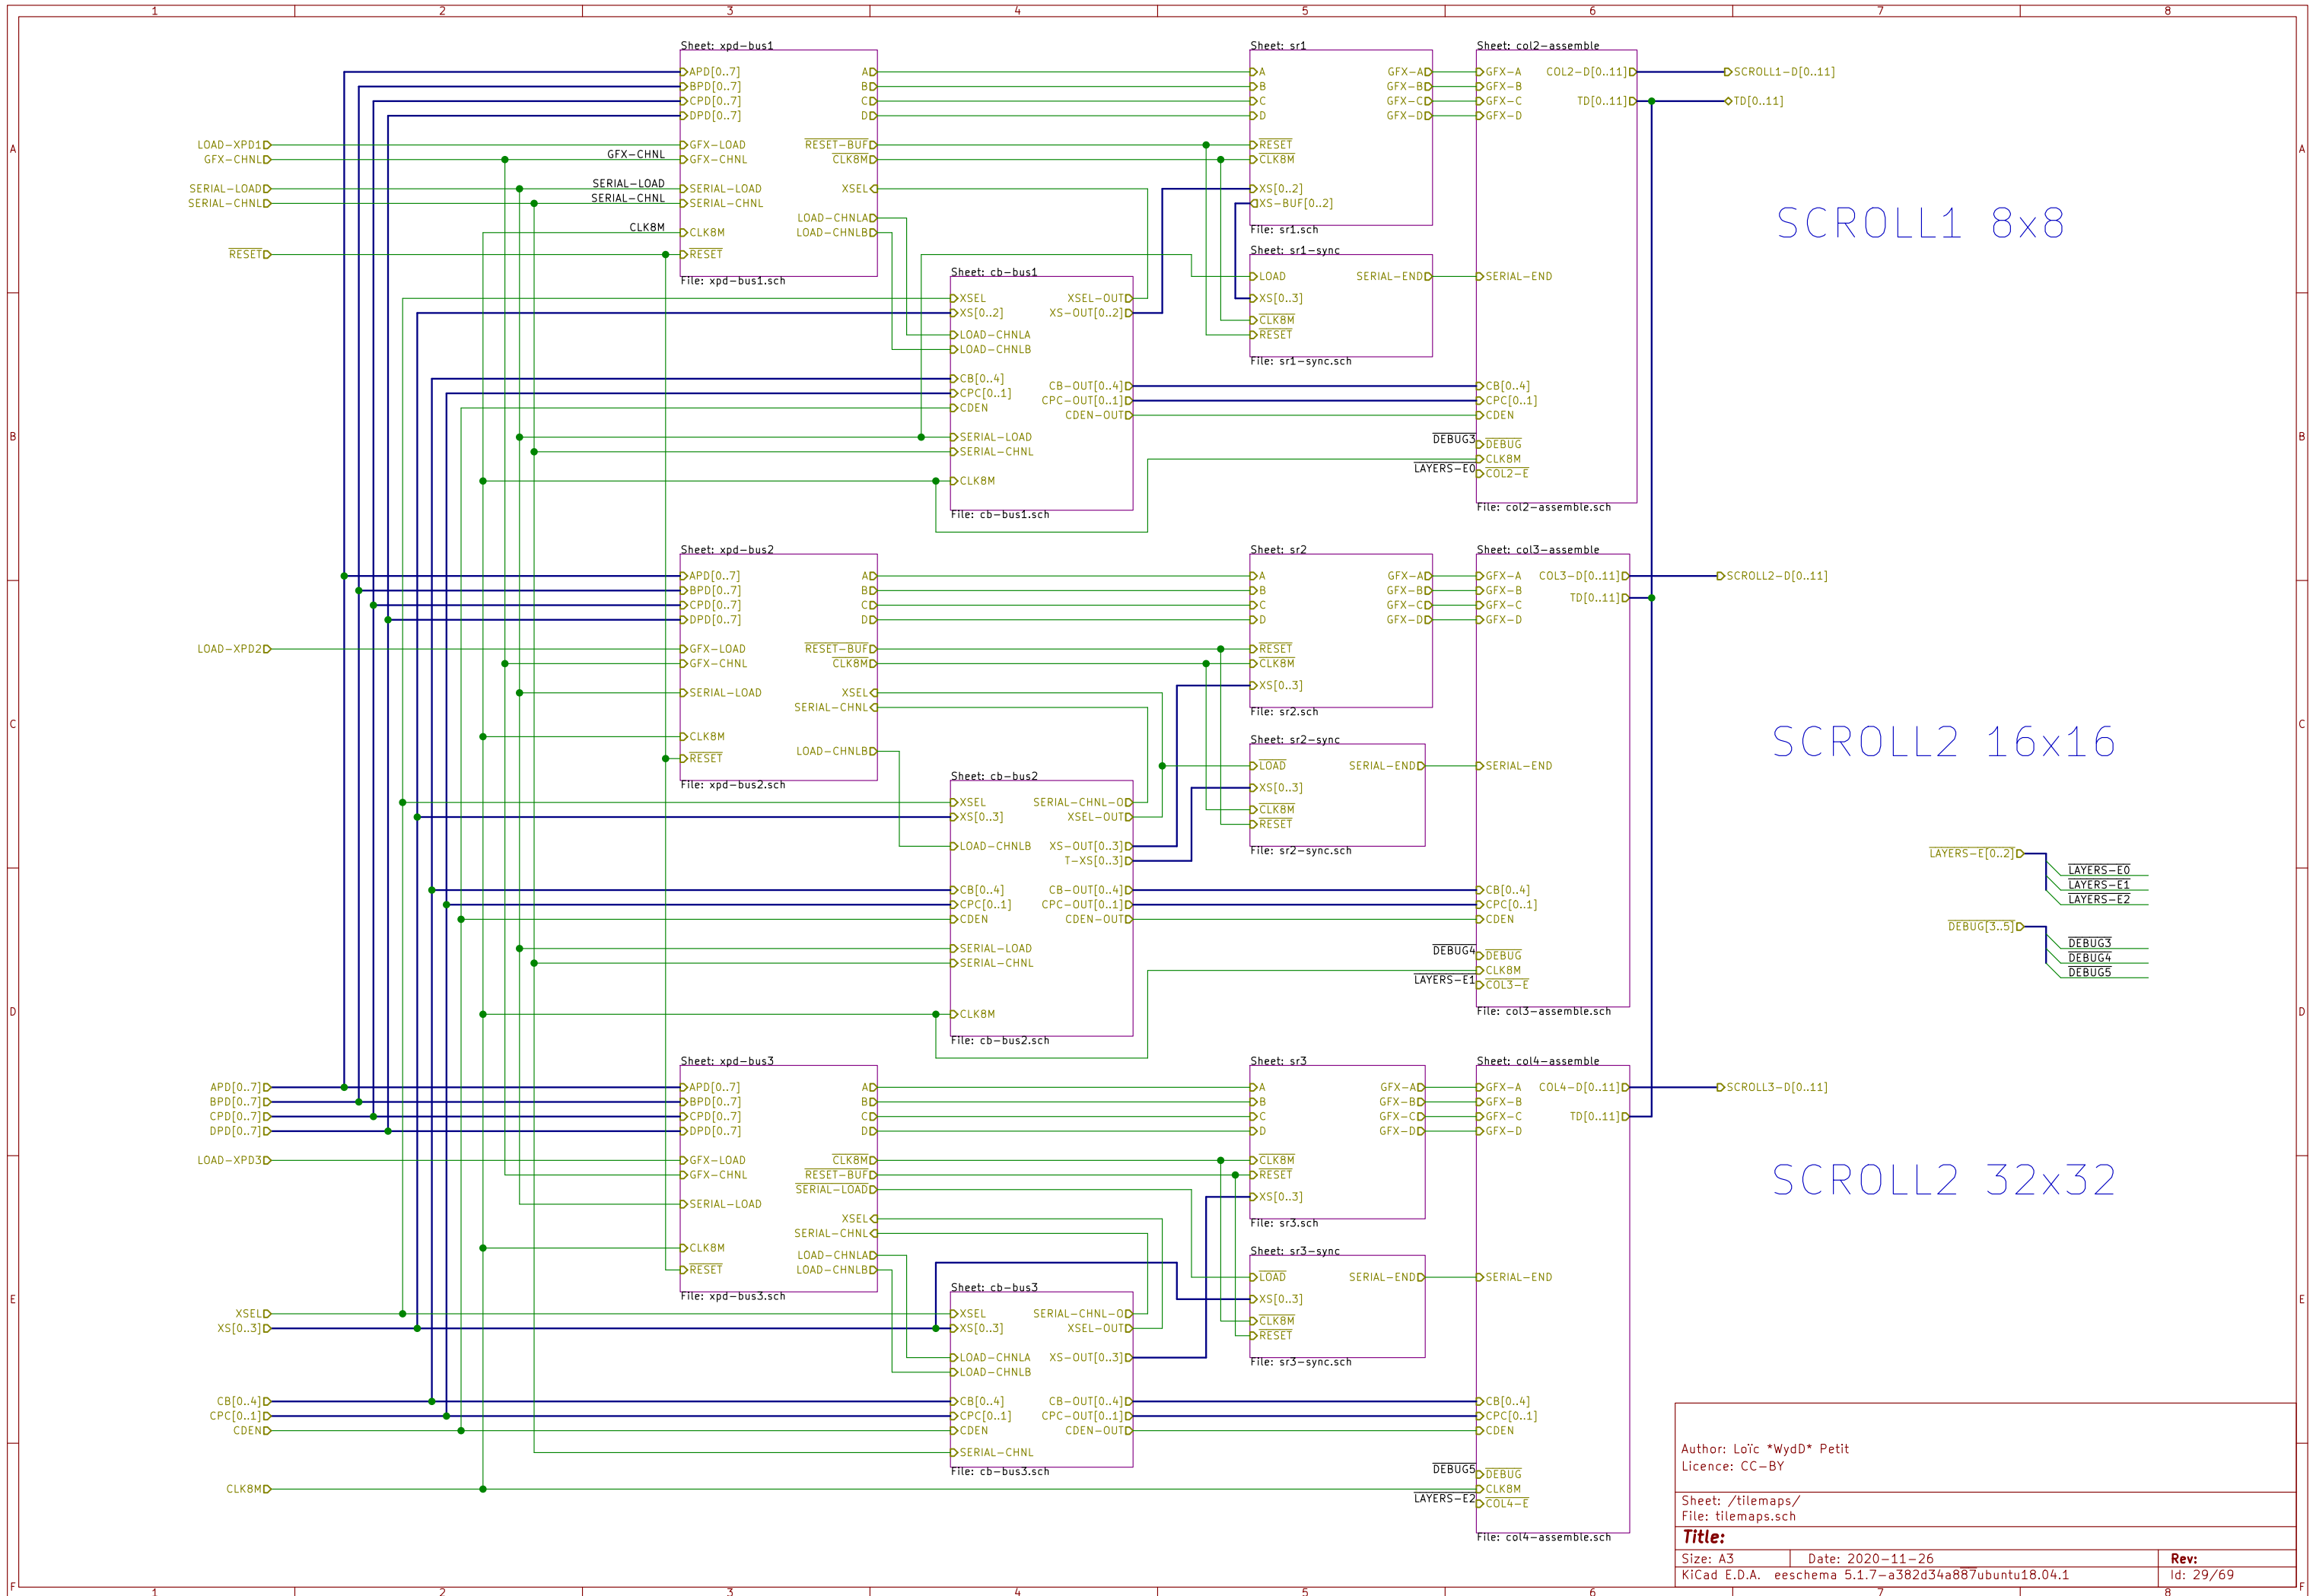 1 2 3 4 5 6 7 8
A
B
C
D
E
F
LOAD-XPD1
GFX-CHNL
SERIAL-LOAD
SERIAL-CHNL
RESET
LOAD-XPD2
APD[0..7]
BPD[0..7]
CPD[0..7]
DPD[0..7]
LOAD-XPD3
XSEL
XS[0..3]
CB[0..4]
CPC[0..1]
CDEN
CLK8M
GFX-CHNL
SERIAL-LOAD
SERIAL-CHNL
CLK8M
Sheet: xpd-bus1
APD[0..7] A
BPD[0..7] B
CPD[0..7] C
DPD[0..7] D
GFX-LOAD RESET-BUF
GFX-CHNL CLK8M
SERIAL-LOAD XSEL
SERIAL-CHNL
LOAD-CHNLA
CLK8M LOAD-CHNLB
RESET
File: xpd-bus1.sch
Sheet: cb-bus1
XSEL XSEL-OUT
XS[0..2] XS-OUT[0..2]
LOAD-CHNLA
LOAD-CHNLB
CB[0..4] CB-OUT[0..4]
CPC[0..1] CPC-OUT[0..1]
CDEN CDEN-OUT
SERIAL-LOAD
SERIAL-CHNL
CLK8M
File: cb-bus1.sch
Sheet: sr1
A GFX-A
B GFX-B
C GFX-C
D GFX-D
RESET
CLK8M
XS[0..2]
XS-BUF[0..2]
File: sr1.sch
Sheet: sr1-sync
LOAD SERIAL-END
XS[0..3]
CLK8M
RESET
File: sr1-sync.sch
Sheet: col2-assemble
GFX-A COL2-D[0..11]
GFX-B
GFX-C TD[0..11]
GFX-D
SERIAL-END
CB[0..4]
CPC[0..1]
CDEN
DEBUG3
DEBUG
CLK8M
LAYERS-E0
COL2-E
File: col2-assemble.sch
SCROLL1-D[0..11]
TD[0..11]
SCROLL1 8x8
Sheet: xpd-bus2
APD[0..7] A
BPD[0..7] B
CPD[0..7] C
DPD[0..7] D
GFX-LOAD RESET-BUF
GFX-CHNL CLK8M
SERIAL-LOAD XSEL
SERIAL-CHNL
CLK8M
LOAD-CHNLB
RESET
File: xpd-bus2.sch
Sheet: cb-bus2
XSEL SERIAL-CHNL-O
XS[0..3] XSEL-OUT
LOAD-CHNLB XS-OUT[0..3]
T-XS[0..3]
CB[0..4] CB-OUT[0..4]
CPC[0..1] CPC-OUT[0..1]
CDEN CDEN-OUT
SERIAL-LOAD
SERIAL-CHNL
CLK8M
File: cb-bus2.sch
Sheet: sr2
A GFX-A
B GFX-B
C GFX-C
D GFX-D
RESET
CLK8M
XS[0..3]
File: sr2.sch
Sheet: sr2-sync
LOAD SERIAL-END
XS[0..3]
CLK8M
RESET
File: sr2-sync.sch
Sheet: col3-assemble
GFX-A COL3-D[0..11]
GFX-B
GFX-C TD[0..11]
GFX-D
SERIAL-END
CB[0..4]
CPC[0..1]
CDEN
DEBUG4
DEBUG
CLK8M
LAYERS-E1
COL3-E
File: col3-assemble.sch
SCROLL2-D[0..11]
SCROLL2 16x16
LAYERS-E[0..2]
LAYERS-E0
LAYERS-E1
LAYERS-E2
DEBUG[3..5]
DEBUG3
DEBUG4
DEBUG5
Sheet: xpd-bus3
APD[0..7] A
BPD[0..7] B
CPD[0..7] C
DPD[0..7] D
GFX-LOAD CLK8M
GFX-CHNL RESET-BUF
SERIAL-LOAD
SERIAL-LOAD
XSEL
SERIAL-CHNL
CLK8M LOAD-CHNLA
RESET LOAD-CHNLB
File: xpd-bus3.sch
Sheet: cb-bus3
XSEL SERIAL-CHNL-O
XS[0..3] XSEL-OUT
LOAD-CHNLA XS-OUT[0..3]
LOAD-CHNLB
CB[0..4] CB-OUT[0..4]
CPC[0..1] CPC-OUT[0..1]
CDEN CDEN-OUT
SERIAL-CHNL
File: cb-bus3.sch
Sheet: sr3
A GFX-A
B GFX-B
C GFX-C
D GFX-D
CLK8M
RESET
XS[0..3]
File: sr3.sch
Sheet: sr3-sync
LOAD SERIAL-END
XS[0..3]
CLK8M
RESET
File: sr3-sync.sch
Sheet: col4-assemble
GFX-A COL4-D[0..11]
GFX-B
GFX-C TD[0..11]
GFX-D
SERIAL-END
CB[0..4]
CPC[0..1]
CDEN
DEBUG5
DEBUG
CLK8M
LAYERS-E2
COL4-E
File: col4-assemble.sch
SCROLL3-D[0..11]
SCROLL2 32x32
Author: Loïc *WydD* Petit
Licence: CC-BY
Sheet: /tilemaps/
File: tilemaps.sch
Title:
Size: A3 Date: 2020-11-26 Rev:
KiCad E.D.A. eeschema 5.1.7-a382d34a887ubuntu18.04.1 Id: 29/69
A
B
C
D
E
F
1 2 3 4 5 6 7 8